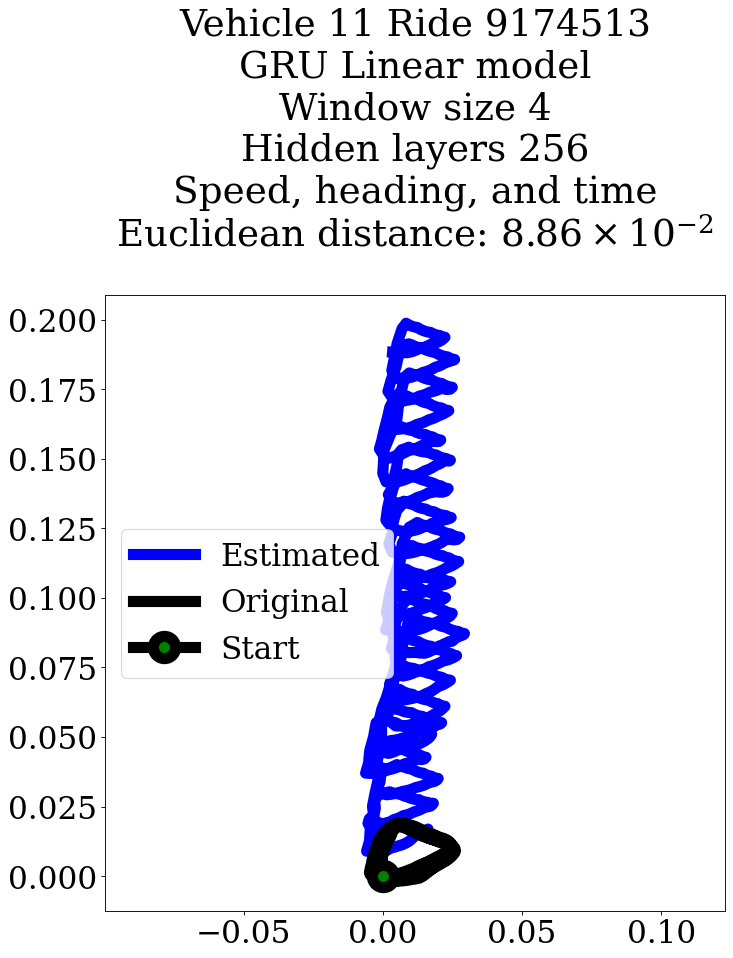 Vehicle 11 Ride 9174513
GRU Linear model
Window size 4
Hidden layers 256
Speed, heading, and time
Euclidean distance: 8.86 × 10⁻²
0.200
0.175
0.150
0.125
0.100
0.075
0.050
0.025
0.000
Estimated
Original
Start
−0.05 0.00 0.05 0.10